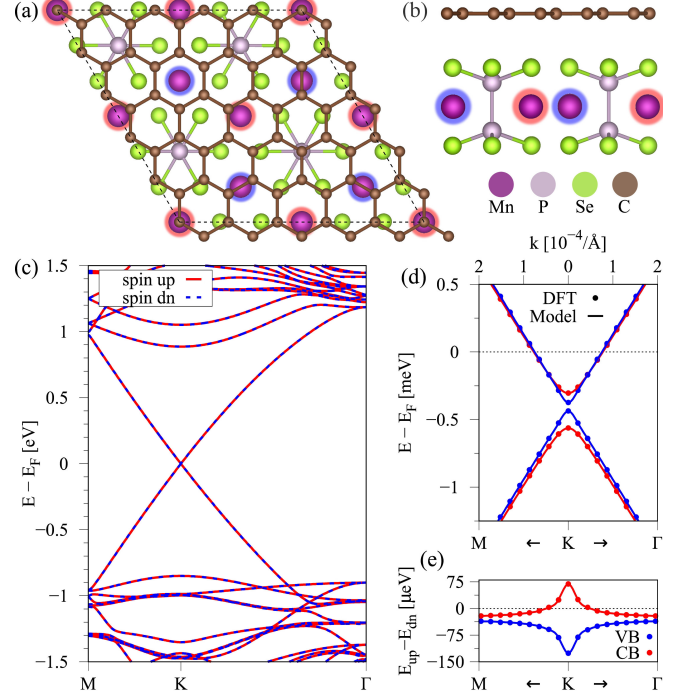 (a)
(b)
Mn P Se C
(c)
1.5
1
0.5
0
−0.5
−1
−1.5
E − E_F [eV]
spin up
spin dn
M K Γ
k [10⁻⁴/Å]
2 1 0 1 2
(d)
0.5
0
−0.5
−1
E − E_F [meV]
DFT
Model
M ← K → Γ
(e)
75
0
−75
−150
E_up−E_dn [μeV]
VB
CB
M ← K → Γ